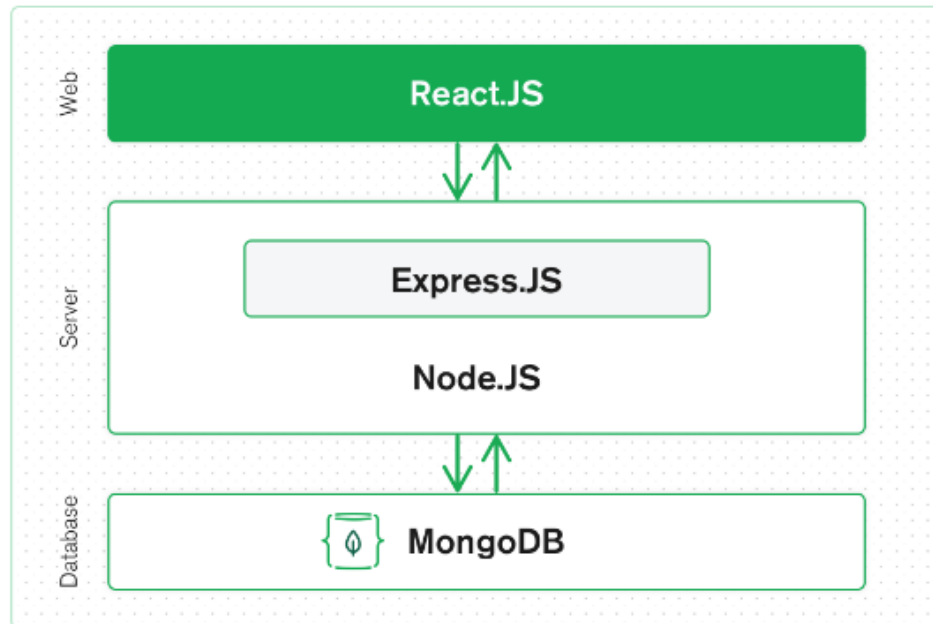 Web
React.JS
Server
Express.JS
Node.JS
Database
MongoDB